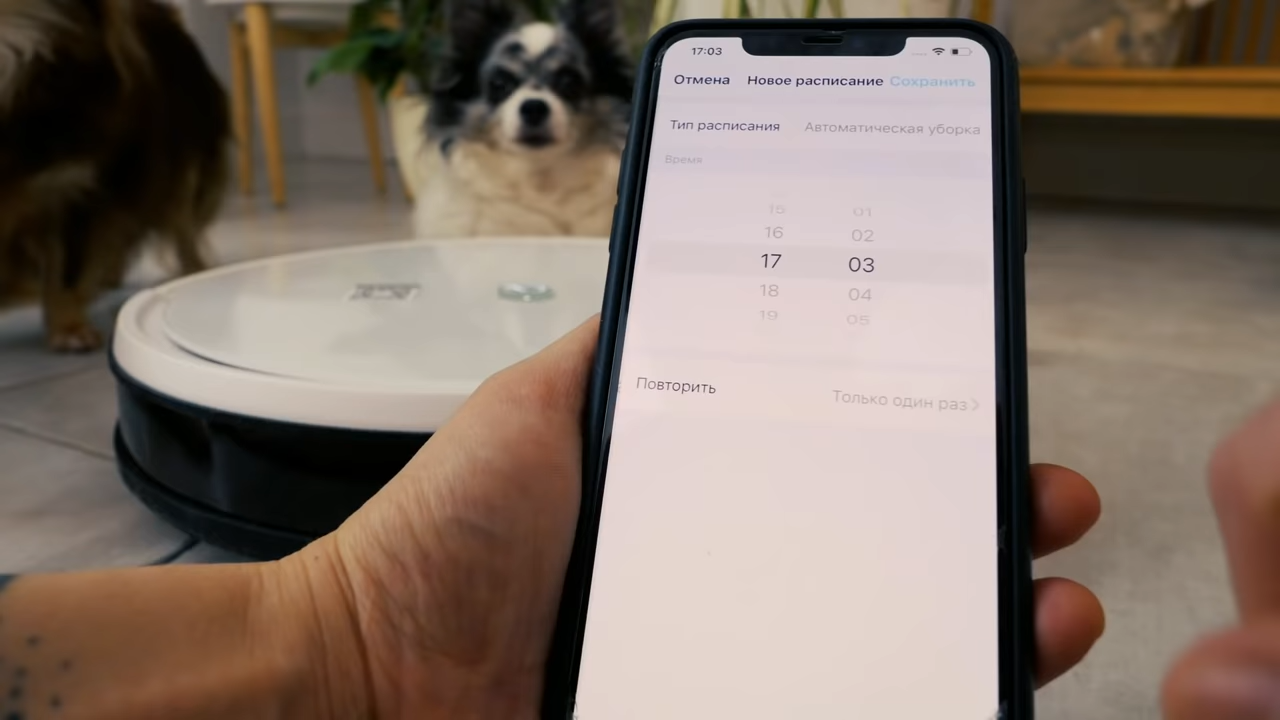 17:03
Отмена Новое расписание Сохранить
Тип расписания Автоматическая уборка
Время
15 01
16 02
17 03
18 04
19 05
Повторить Только один раз